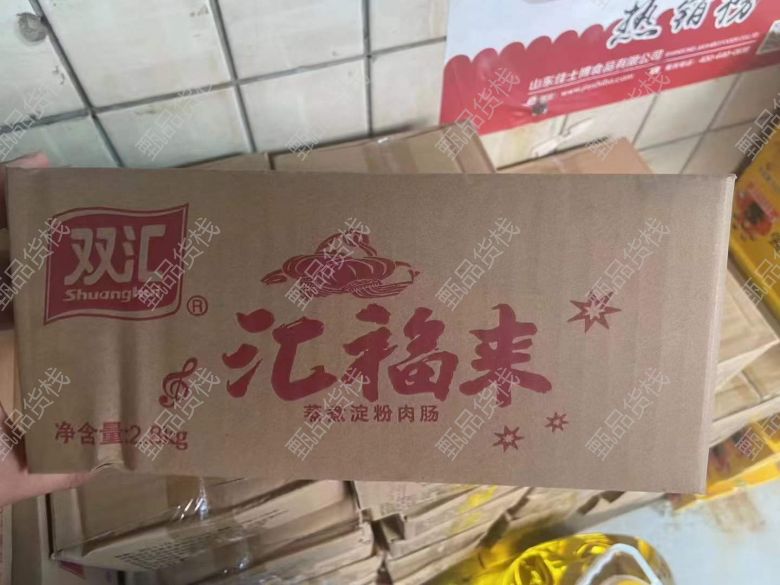 热销榜
山东佳士博食品有限公司
双汇
Shuanghui
®
汇福来
蒸煮淀粉肉肠
净含量:2.8kg
甄品货栈